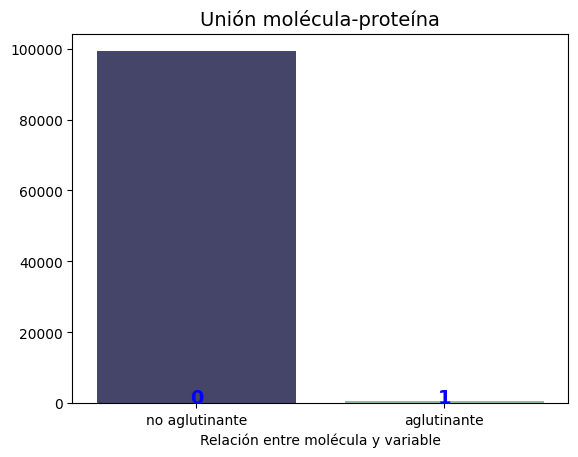 Unión molécula-proteína
100000
80000
60000
40000
20000
0
0
1
no aglutinante
aglutinante
Relación entre molécula y variable